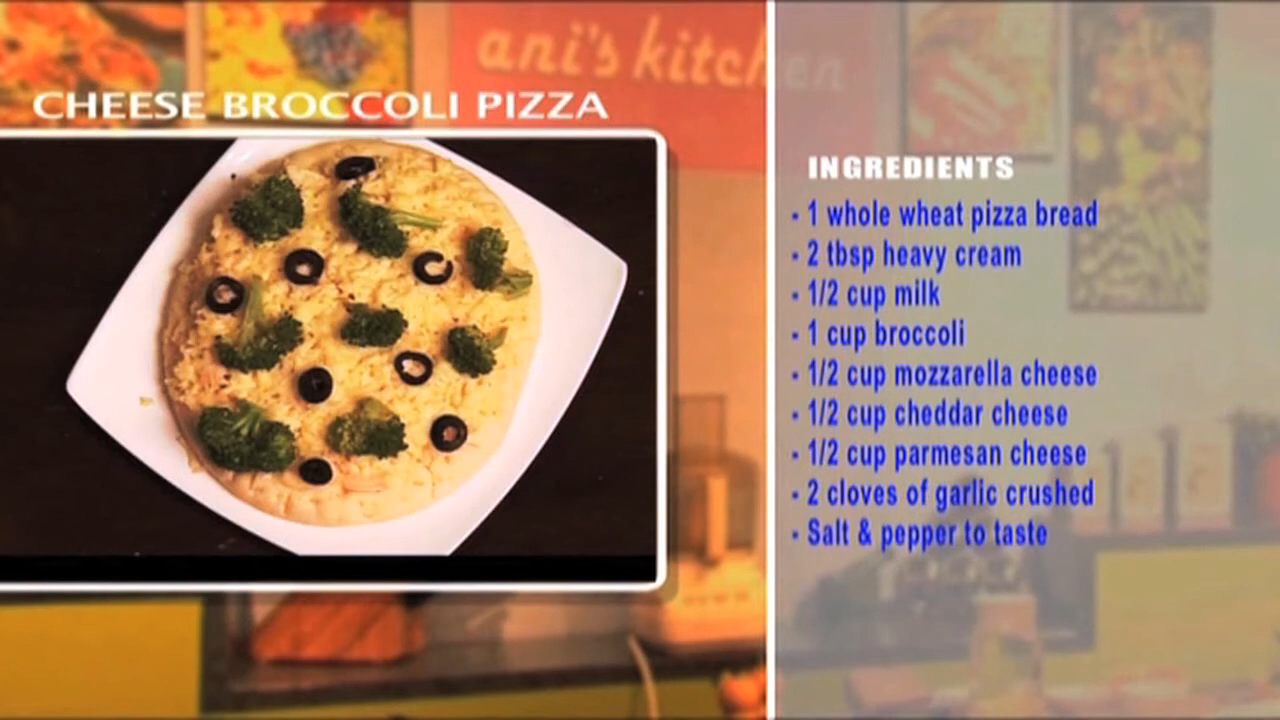 ani's kitchen
CHEESE BROCCOLI PIZZA
INGREDIENTS
- 1 whole wheat pizza bread
- 2 tbsp heavy cream
- 1/2 cup milk
- 1 cup broccoli
- 1/2 cup mozzarella cheese
- 1/2 cup cheddar cheese
- 1/2 cup parmesan cheese
- 2 cloves of garlic crushed
- Salt & pepper to taste